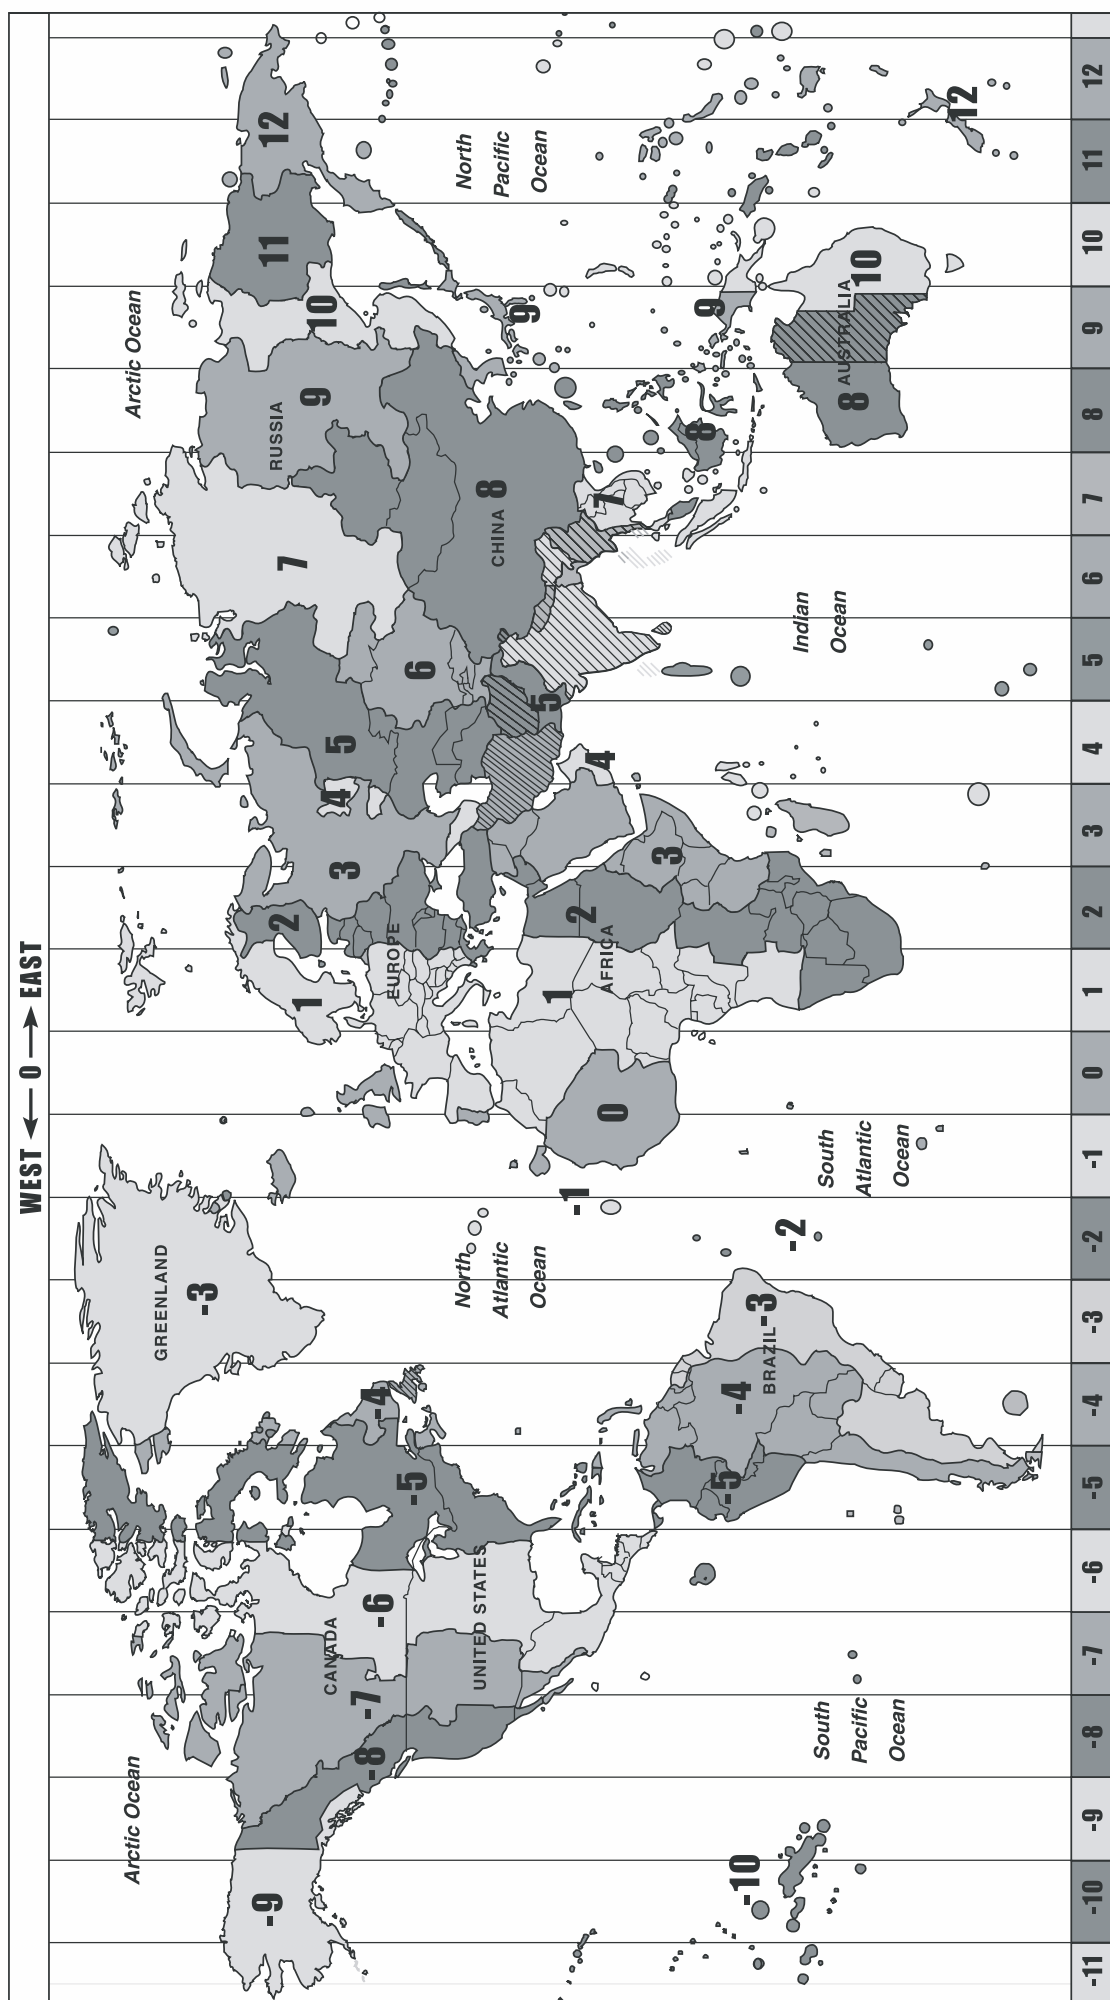 WEST ← 0 → EAST
Arctic Ocean
Arctic Ocean
GREENLAND
-3
RUSSIA
-9
-8
-7
-6
-5
-4
CANADA
UNITED STATES
1
2
3
4
5
6
7
9
10
11
12
EUROPE
CHINA 8
North
Atlantic
Ocean
-1
North
Pacific
Ocean
AFRICA
0
1
2
3
4
5
7
8
9
9
BRAZIL
-3
-4
-5
-2
-10
South
Pacific
Ocean
South
Atlantic
Ocean
Indian
Ocean
8
AUSTRALIA
10
12
-11
-10
-9
-8
-7
-6
-5
-4
-3
-2
-1
0
1
2
3
4
5
6
7
8
9
10
11
12